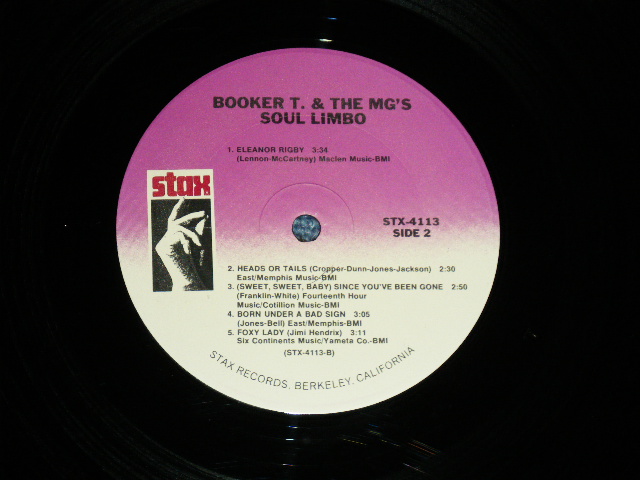 BOOKER T. & THE MG'S
SOUL LIMBO
1. ELEANOR RIGBY 3:34
(Lennon-McCartney) Maclen Music-BMI
stax
STX-4113
SIDE 2
2. HEADS OR TAILS (Cropper-Dunn-Jones-Jackson) 2:30
East/Memphis Music-BMI
3. (SWEET, SWEET, BABY) SINCE YOU'VE BEEN GONE 2:50
(Franklin-White) Fourteenth Hour
Music/Cotillion Music-BMI
4. BORN UNDER A BAD SIGN 3:05
(Jones-Bell) East/Memphis-BMI
5. FOXY LADY (Jimi Hendrix) 3:11
Six Continents Music/Yameta Co.-BMI
(STX-4113-B)
STAX RECORDS, BERKELEY, CALIFORNIA